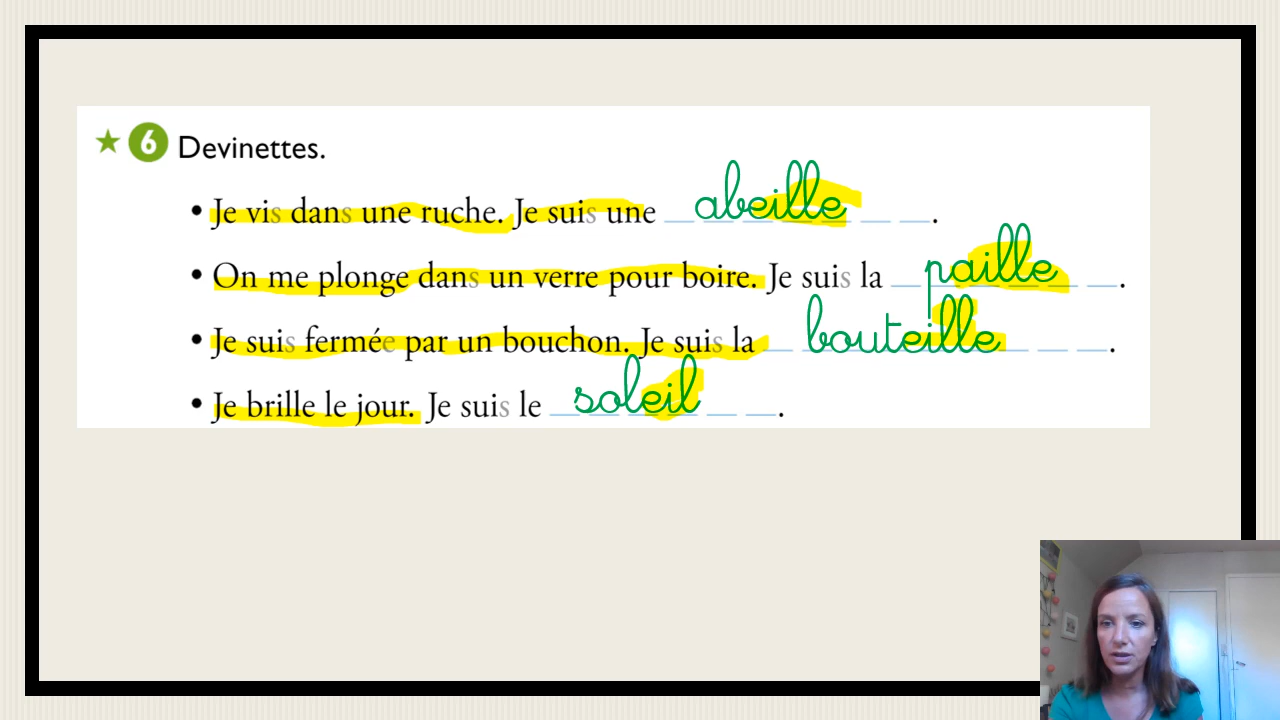 ★ 6 Devinettes.
• Je vis dans une ruche. Je suis une abeille.
• On me plonge dans un verre pour boire. Je suis la paille.
• Je suis fermée par un bouchon. Je suis la bouteille.
• Je brille le jour. Je suis le soleil.